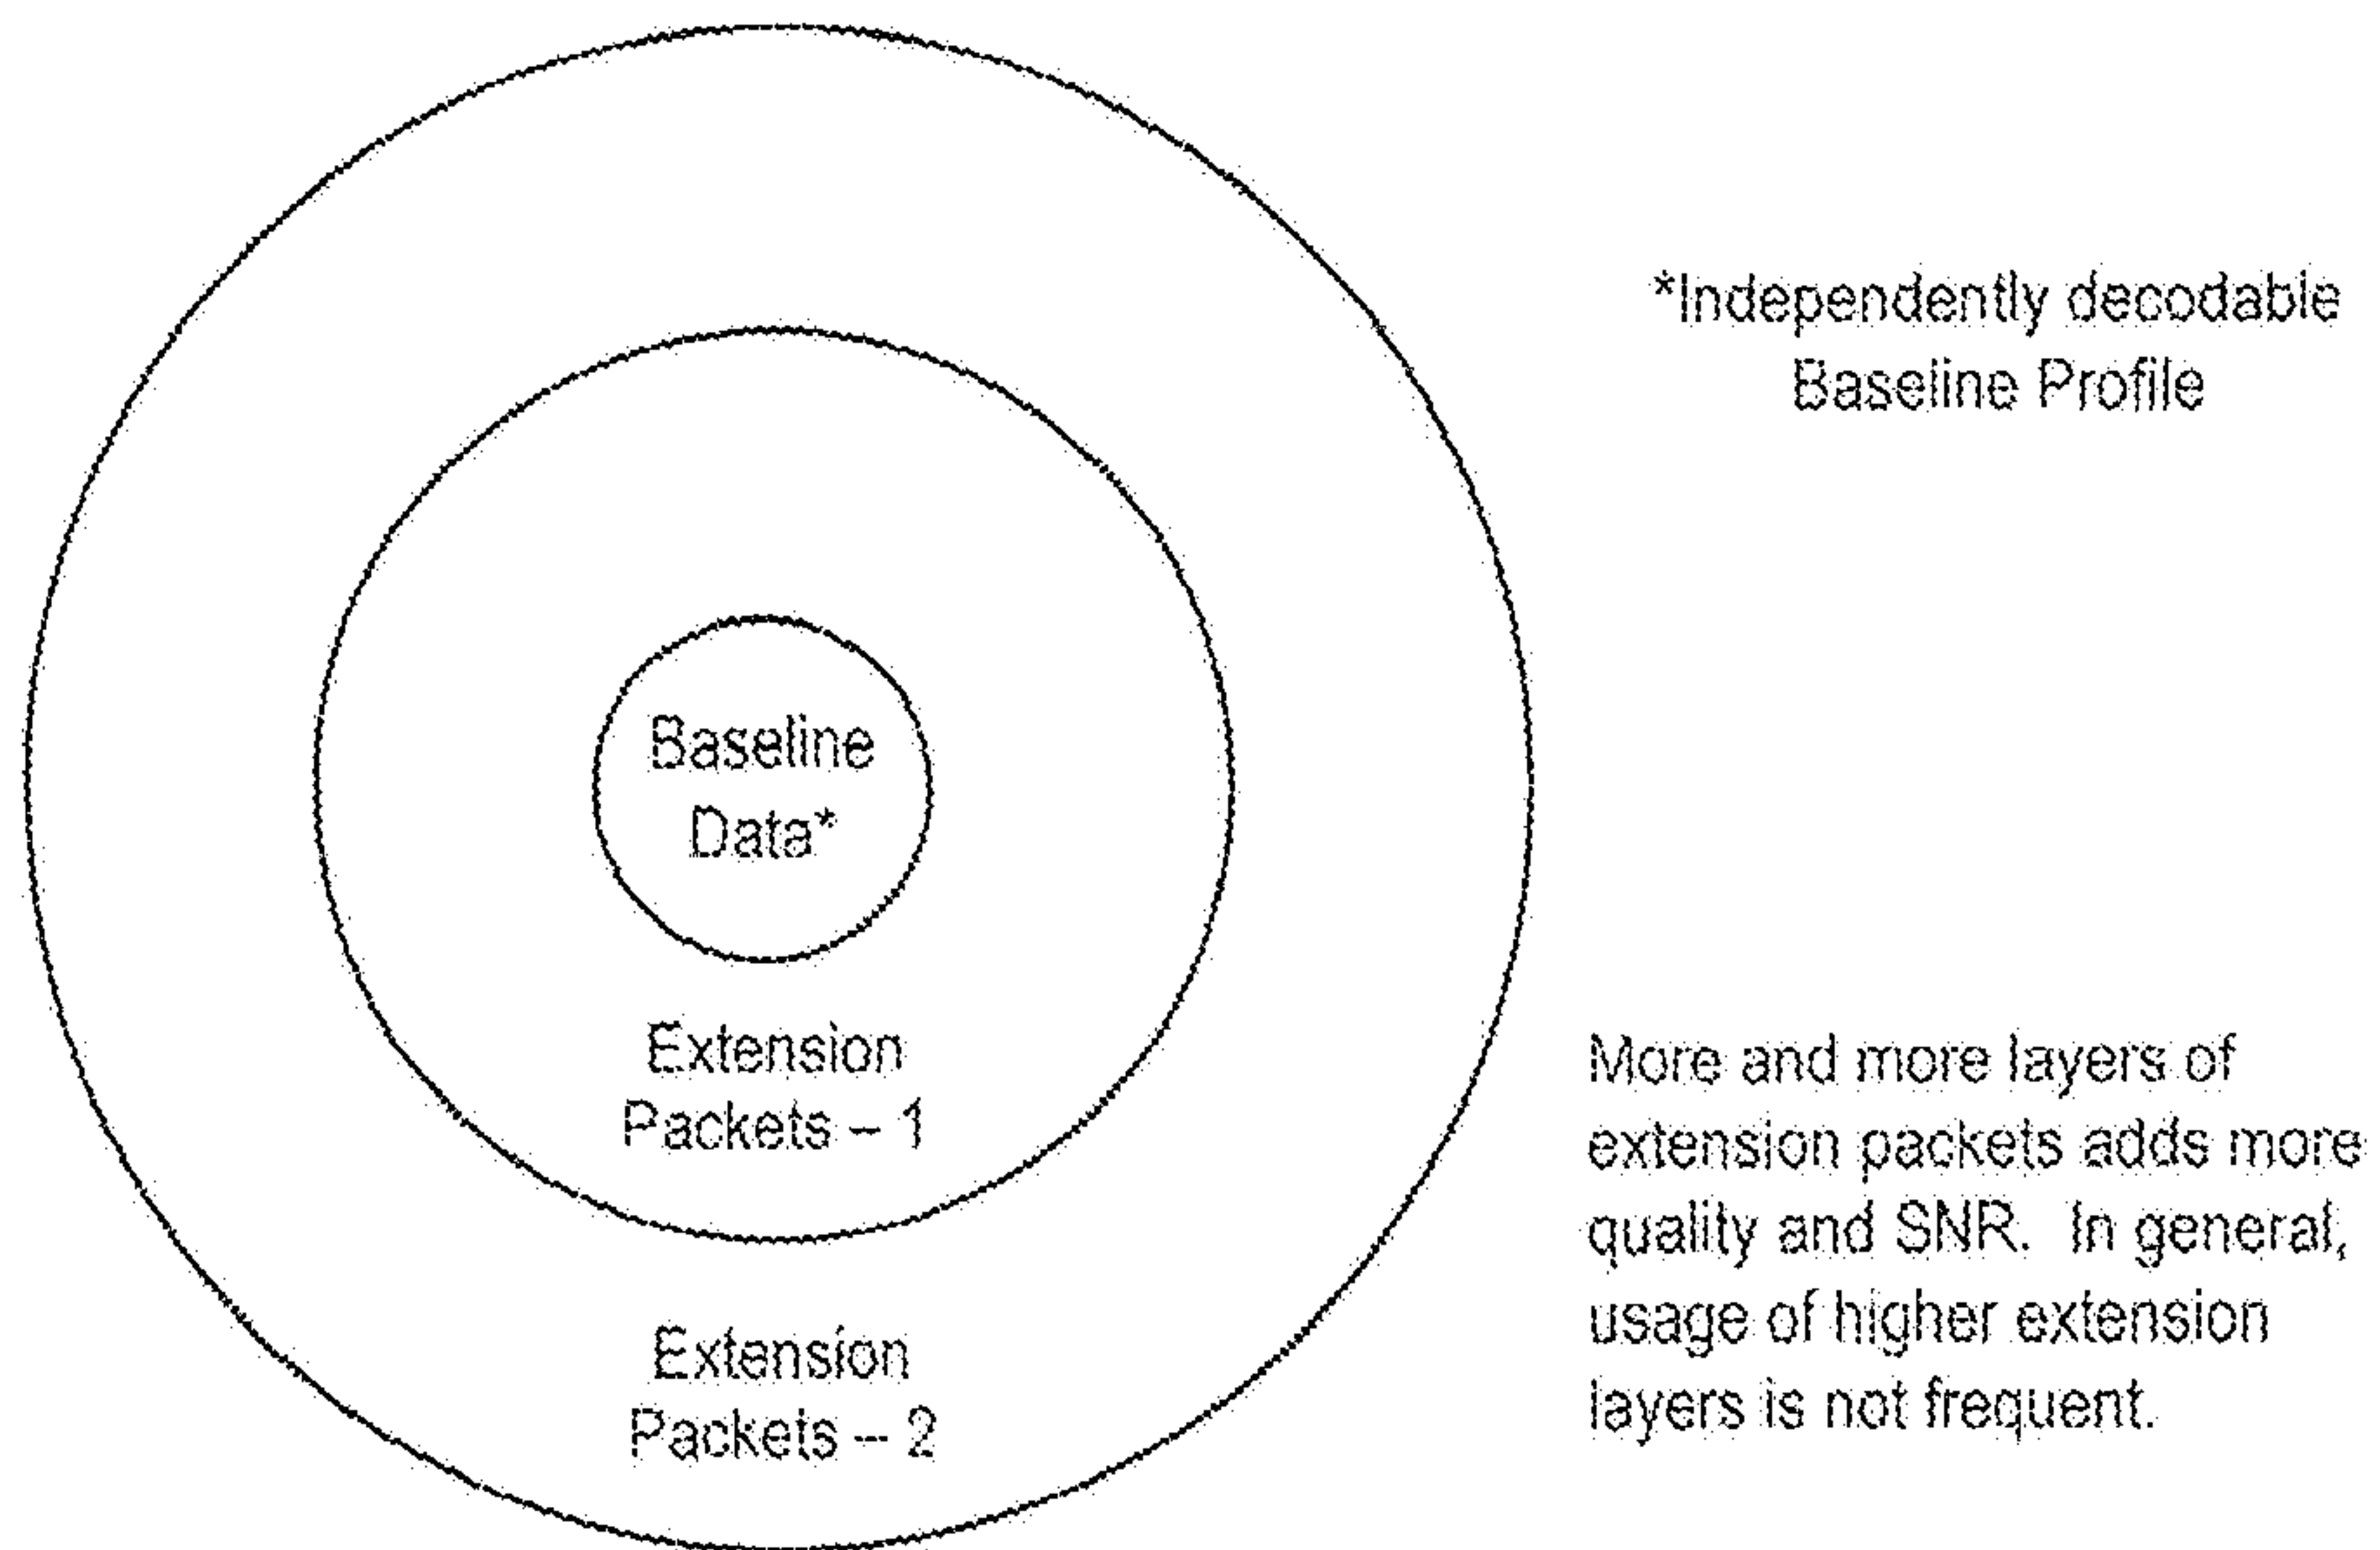 Baseline
Data*
Extension
Packets – 1
Extension
Packets – 2
*Independently decodable
Baseline Profile
More and more layers of
extension packets adds more
quality and SNR. In general,
usage of higher extension
layers is not frequent.